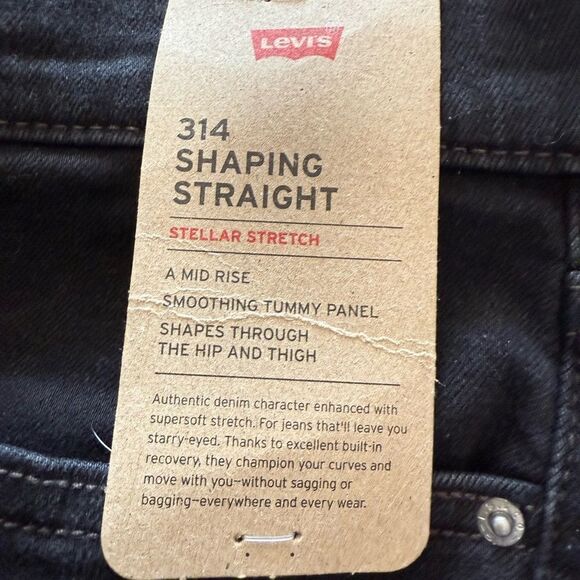 Levi's
314
SHAPING
STRAIGHT
STELLAR STRETCH
A MID RISE
SMOOTHING TUMMY PANEL
SHAPES THROUGH
THE HIP AND THIGH
Authentic denim character enhanced with
supersoft stretch. For jeans that'll leave you
starry-eyed. Thanks to excellent built-in
recovery, they champion your curves and
move with you—without sagging or
bagging—everywhere and every wear.